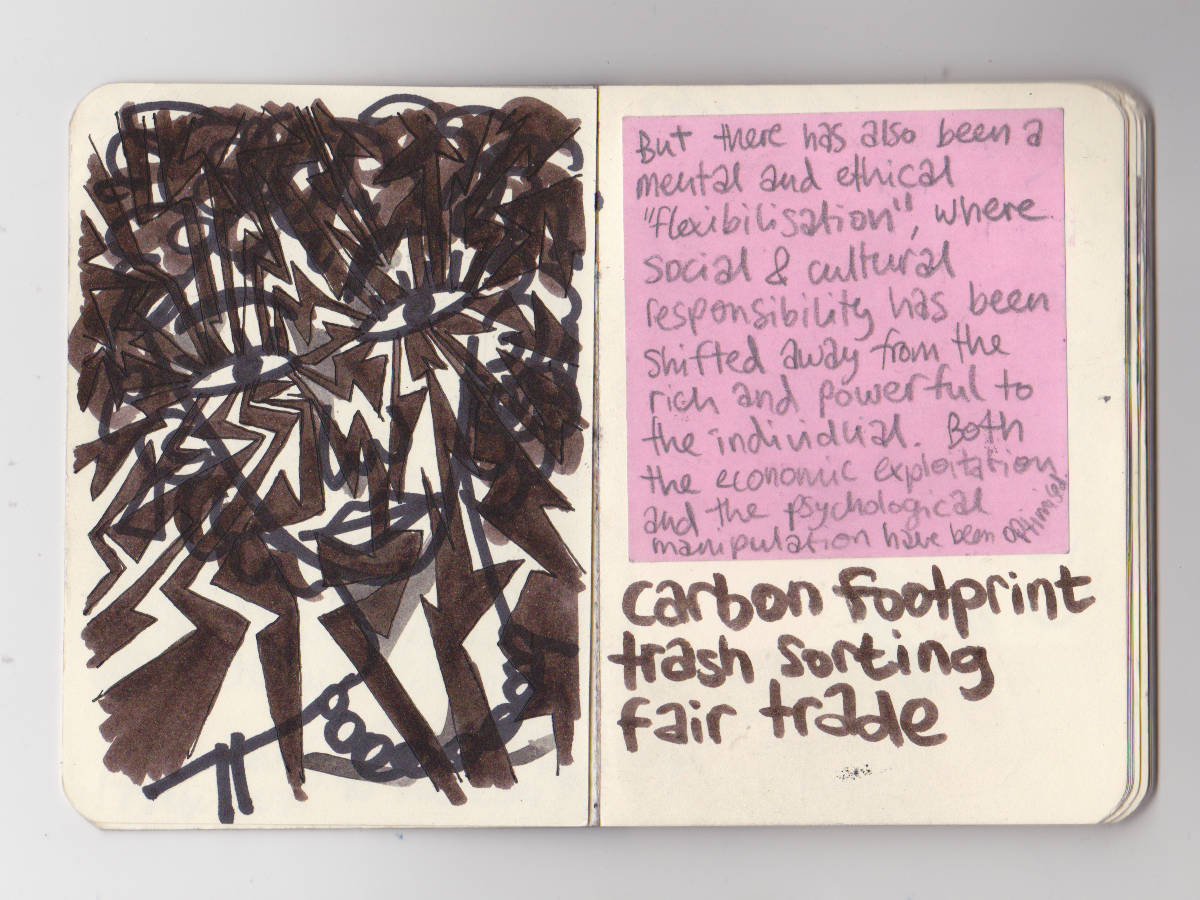 But there has also been a
mental and ethical
"flexibilisation", where
social & cultural
responsibility has been
shifted away from the
rich and powerful to
the individual. Both
the economic exploitation
and the psychological
manipulation have been optimised.
carbon footprint
trash sorting
fair trade